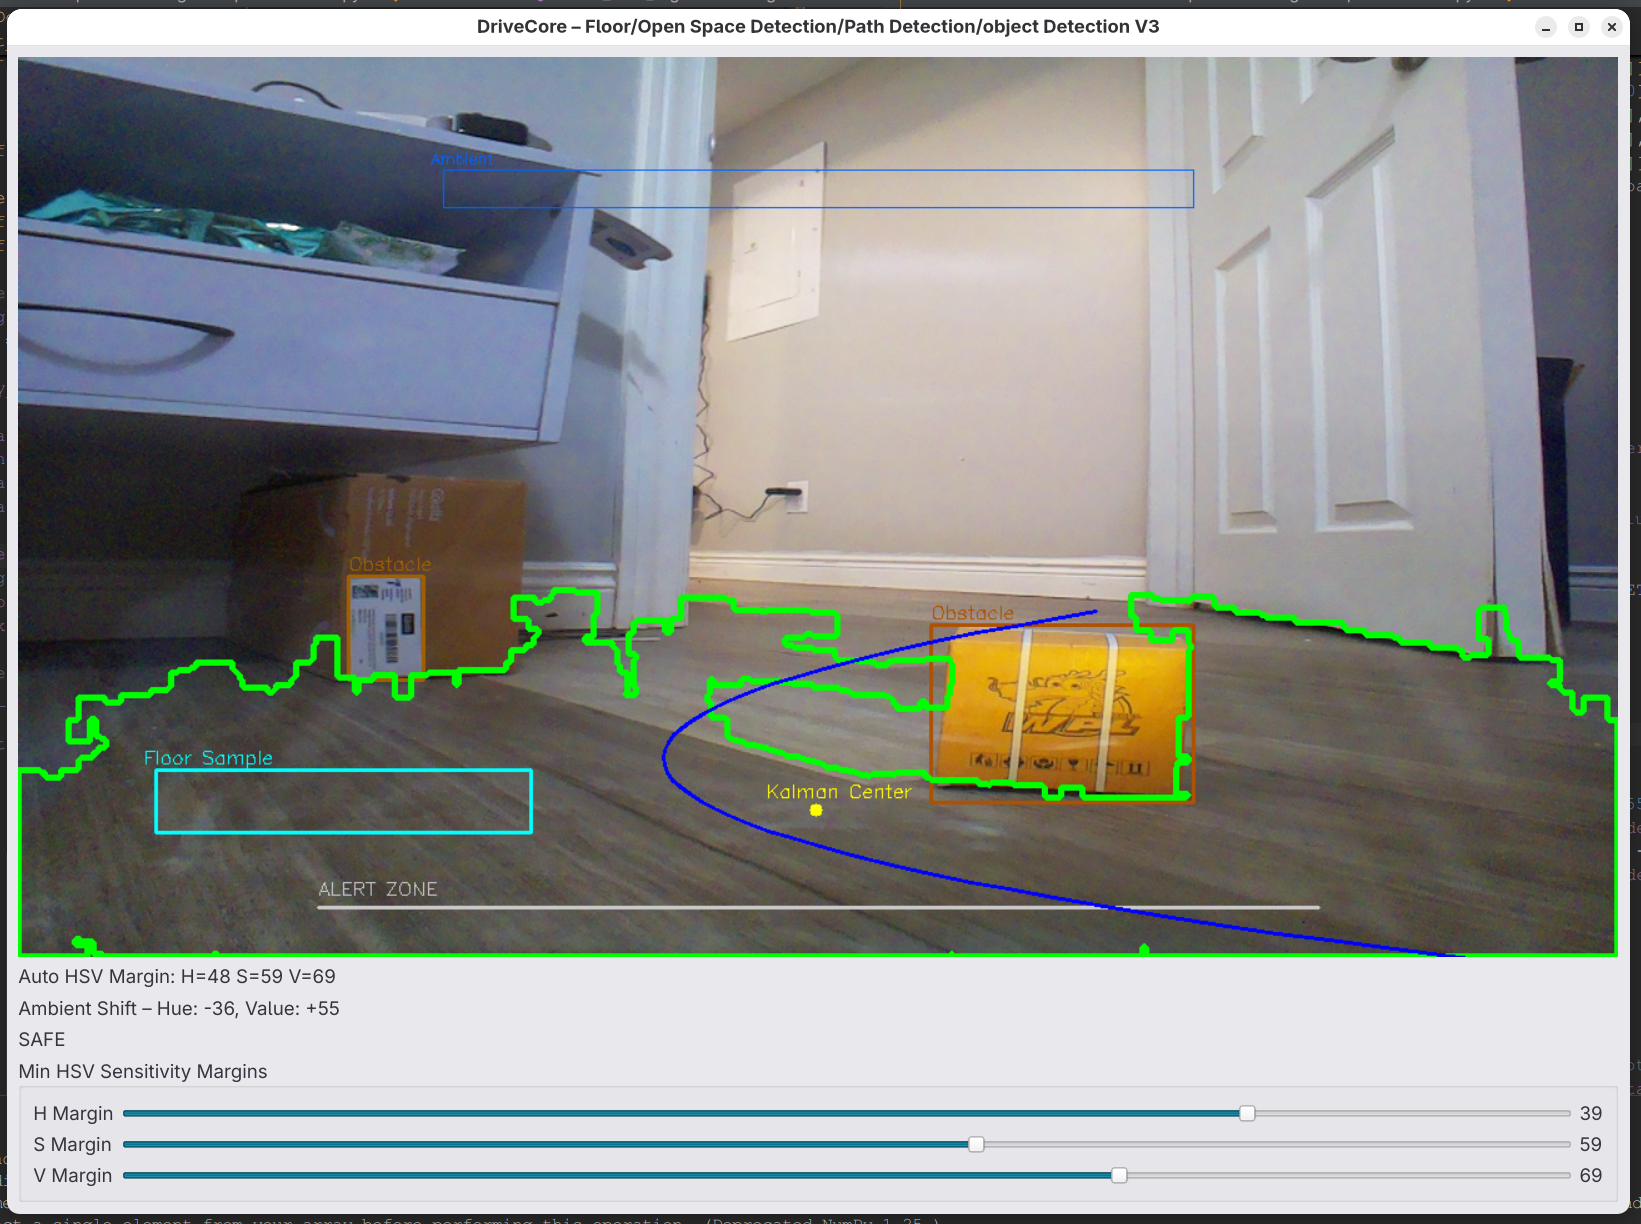 DriveCore – Floor/Open Space Detection/Path Detection/object Detection V3
Ambient
Obstacle
Obstacle
WPL
Floor Sample
Kalman Center
ALERT ZONE
Auto HSV Margin: H=48 S=59 V=69
Ambient Shift – Hue: -36, Value: +55
SAFE
Min HSV Sensitivity Margins
H Margin 39
S Margin 59
V Margin 69